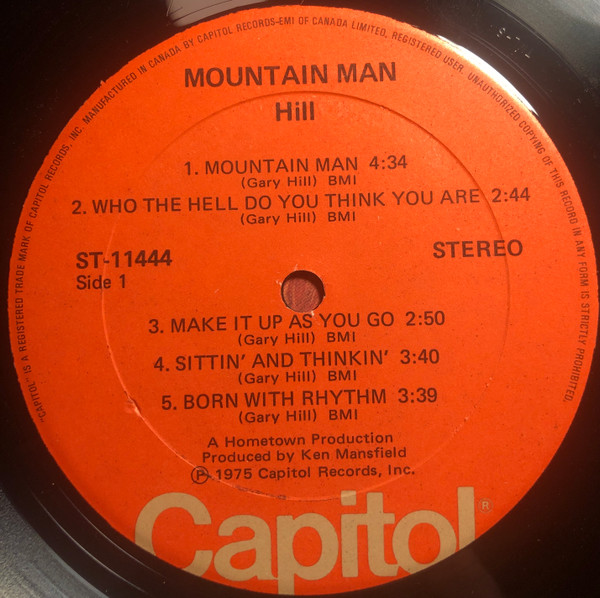 "CAPITOL" IS A REGISTERED TRADE MARK OF CAPITOL RECORDS, INC. MANUFACTURED IN CANADA BY CAPITOL RECORDS-EMI OF CANADA LIMITED, REGISTERED USER. UNAUTHORIZED COPYING OF THIS RECORD IN ANY FORM IS STRICTLY PROHIBITED.
MOUNTAIN MAN
Hill
1. MOUNTAIN MAN 4:34
(Gary Hill) BMI
2. WHO THE HELL DO YOU THINK YOU ARE 2:44
(Gary Hill) BMI
ST-11444 STEREO
Side 1
3. MAKE IT UP AS YOU GO 2:50
(Gary Hill) BMI
4. SITTIN' AND THINKIN' 3:40
(Gary Hill) BMI
5. BORN WITH RHYTHM 3:39
(Gary Hill) BMI
A Hometown Production
Produced by Ken Mansfield
℗ 1975 Capitol Records, Inc.
Capitol®